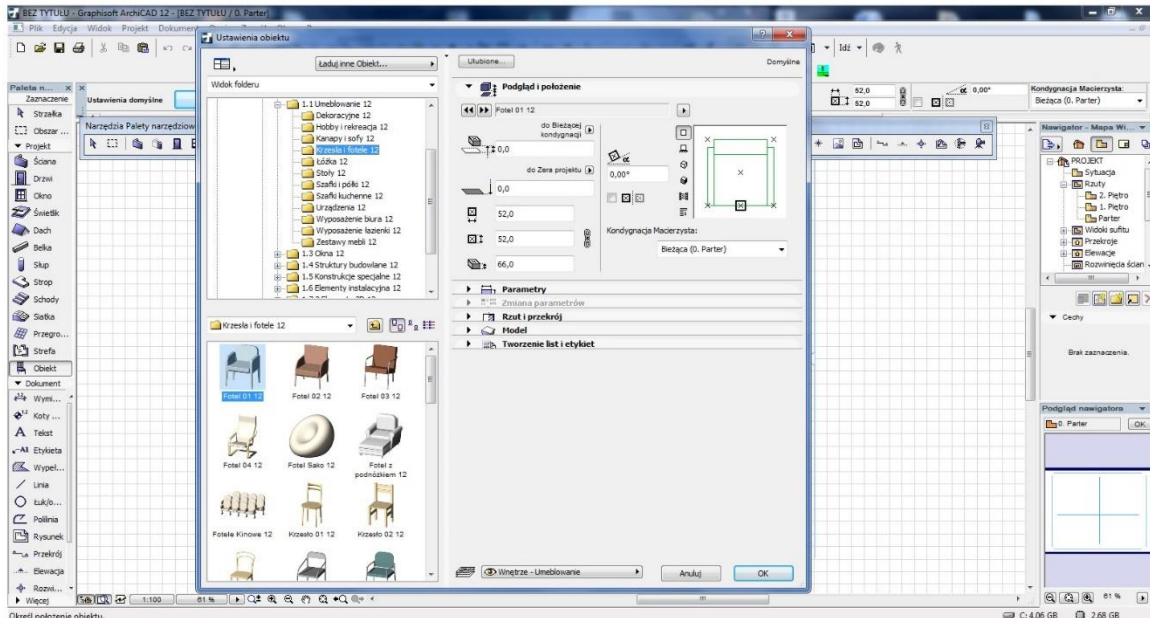 BEZ TYTUŁU - Graphisoft ArchiCAD 12 - [BEZ TYTUŁU / 0. Parter]
Plik Edycja Widok Projekt Dokument
Ustawienia obiektu
Idź
Ładuj inne Obiekt...
Ulubione...
Domyślne
Widok folderu
1.1 Umeblowanie 12
Dekoracyjne 12
Hobby i rekreacja 12
Kanapy i sofy 12
Krzesła i fotele 12
Łóżka 12
Stoły 12
Szafki i półki 12
Szafki kuchenne 12
Urządzenia 12
Wyposażenie biura 12
Wyposażenie łazienki 12
Zestawy mebli 12
1.3 Okna 12
1.4 Struktury budowlane 12
1.5 Konstrukcje specjalne 12
1.6 Elementy instalacyjna 12
Krzesła i fotele 12
Fotel 01 12
Fotel 02 12
Fotel 03 12
Fotel 04 12
Fotel Sako 12
Fotel z podnóżkiem 12
Fotele Kinowe 12
Krzesło 01 12
Krzesło 02 12
Podgląd i położenie
Fotel 01 12
do Bieżącej
kondygnacji
0,0
do Zera projektu
0,0
52,0
52,0
66,0
α
0,00°
Kondygnacja Macierzysta:
Bieżąca (0. Parter)
Parametry
Zmiana parametrów
Rzut i przekrój
Model
Tworzenie list i etykiet
Wnętrze - Umeblowanie
Anuluj
OK
Paleta n...
Zaznaczenie
Strzałka
Obszar ...
Projekt
Ściana
Drzwi
Okno
Świetlik
Dach
Belka
Słup
Strop
Schody
Siatka
Przegro...
Strefa
Obiekt
Dokument
Wymi...
Koty ...
Tekst
Etykieta
Wypeł...
Linia
Łuk/o...
Polilinia
Rysunek
Przekrój
Elewacja
Rozwi...
Więcej
Ustawienia domyślne
Narzędzia Palety narzędziow
52,0
52,0
α 0,00°
Kondygnacja Macierzysta:
Bieżąca (0. Parter)
Nawigator - Mapa Wi...
PROJEKT
Sytuacja
Rzuty
2. Piętro
1. Piętro
Parter
Widoki sufitu
Przekroje
Elewacje
Rozwinięcia ścian
Cechy
Brak zaznaczenia.
Podgląd nawigatora
0. Parter
OK
61 %
1:100
61 %
Określ położenie obiektu.
C: 4.06 GB
2.68 GB